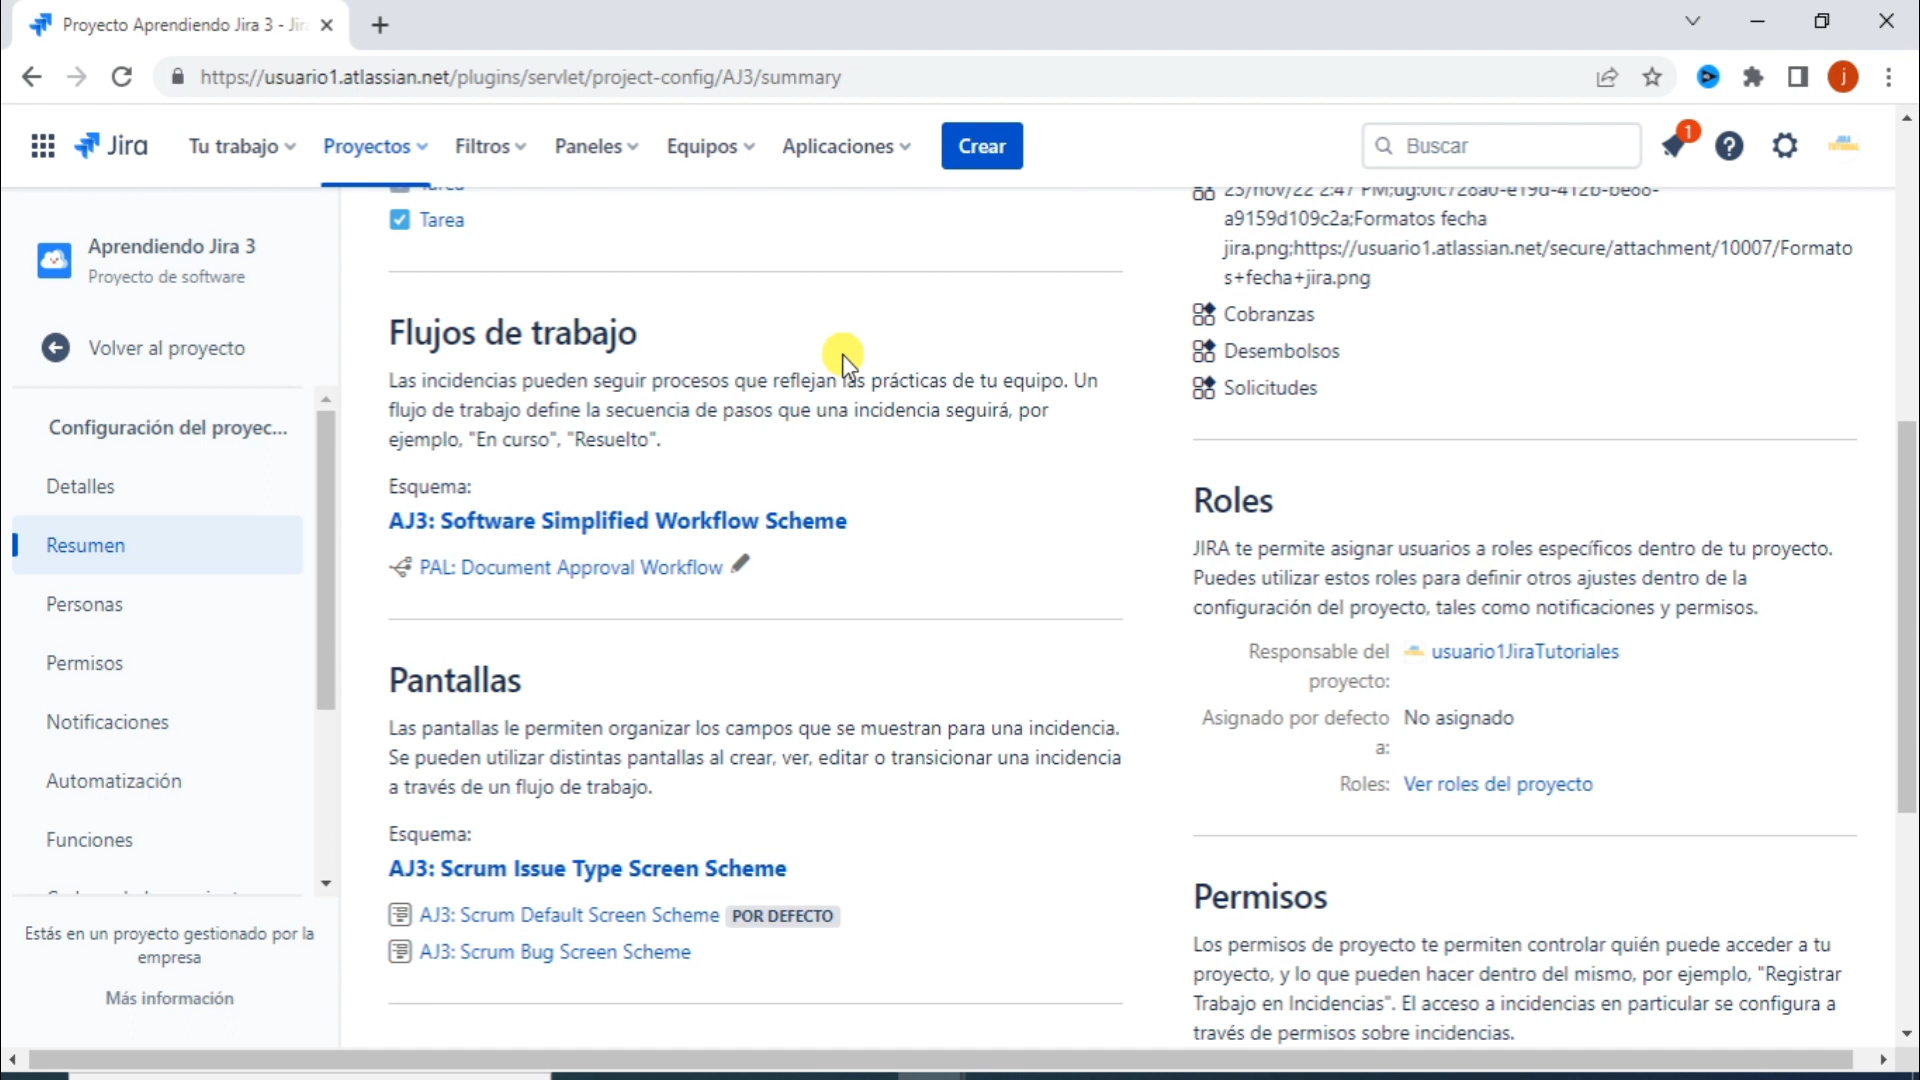 Proyecto Aprendiendo Jira 3 - Jir
https://usuario1.atlassian.net/plugins/servlet/project-config/AJ3/summary
j
Jira
Tu trabajo
Proyectos
Filtros
Paneles
Equipos
Aplicaciones
Crear
Buscar
1
Aprendiendo Jira 3
Proyecto de software
Volver al proyecto
Configuración del proyec...
Detalles
Resumen
Personas
Permisos
Notificaciones
Automatización
Funciones
Estás en un proyecto gestionado por la
empresa
Más información
Tarea
Tarea
Flujos de trabajo
Las incidencias pueden seguir procesos que reflejan las prácticas de tu equipo. Un
flujo de trabajo define la secuencia de pasos que una incidencia seguirá, por
ejemplo, "En curso", "Resuelto".
Esquema:
AJ3: Software Simplified Workflow Scheme
PAL: Document Approval Workflow
Pantallas
Las pantallas le permiten organizar los campos que se muestran para una incidencia.
Se pueden utilizar distintas pantallas al crear, ver, editar o transicionar una incidencia
a través de un flujo de trabajo.
Esquema:
AJ3: Scrum Issue Type Screen Scheme
AJ3: Scrum Default Screen Scheme POR DEFECTO
AJ3: Scrum Bug Screen Scheme
25/nov/22 2:47 PM;ug:0fc728a0-e19d-412b-be88-
a9159d109c2a;Formatos fecha
jira.png;https://usuario1.atlassian.net/secure/attachment/10007/Formato
s+fecha+jira.png
Cobranzas
Desembolsos
Solicitudes
Roles
JIRA te permite asignar usuarios a roles específicos dentro de tu proyecto.
Puedes utilizar estos roles para definir otros ajustes dentro de la
configuración del proyecto, tales como notificaciones y permisos.
Responsable del usuario1JiraTutoriales
proyecto:
Asignado por defecto No asignado
a:
Roles: Ver roles del proyecto
Permisos
Los permisos de proyecto te permiten controlar quién puede acceder a tu
proyecto, y lo que pueden hacer dentro del mismo, por ejemplo, "Registrar
Trabajo en Incidencias". El acceso a incidencias en particular se configura a
través de permisos sobre incidencias.